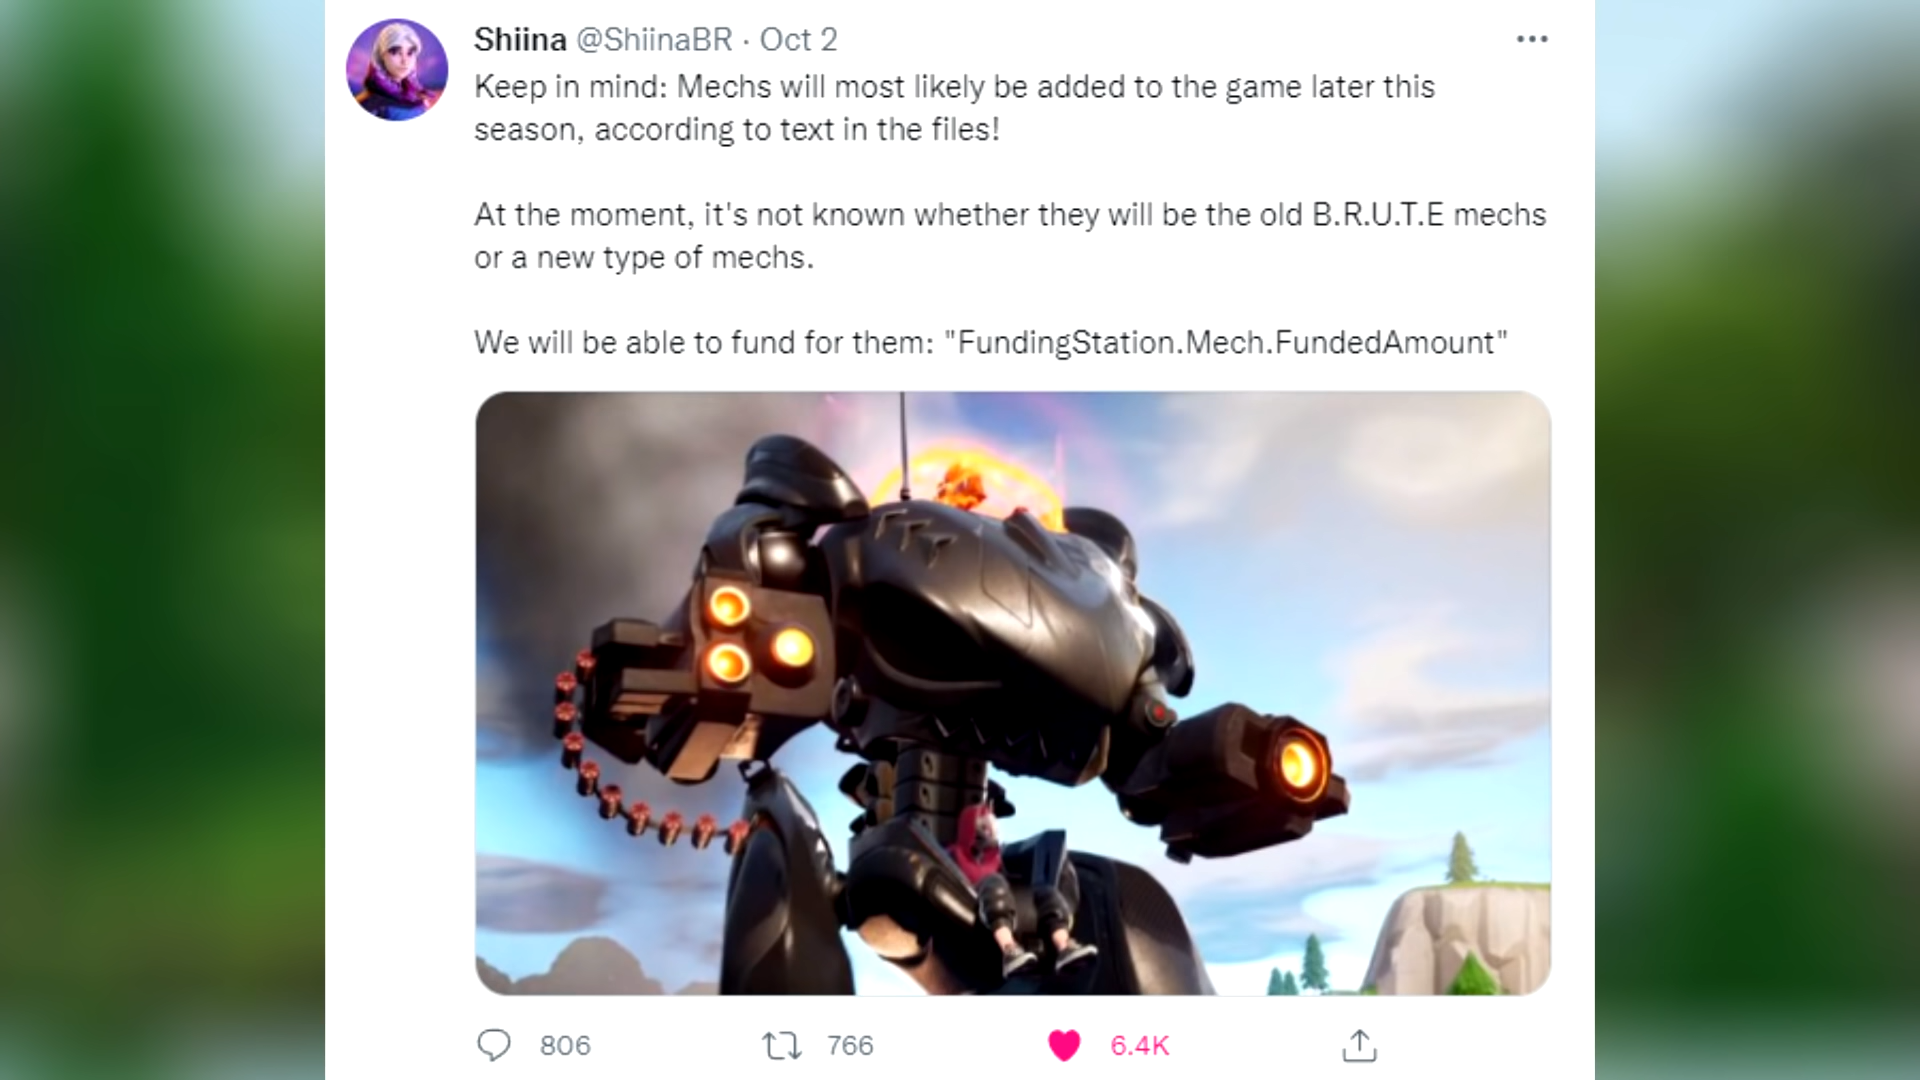 Shiina @ShiinaBR · Oct 2
Keep in mind: Mechs will most likely be added to the game later this
season, according to text in the files!
At the moment, it's not known whether they will be the old B.R.U.T.E mechs
or a new type of mechs.
We will be able to fund for them: "FundingStation.Mech.FundedAmount"
806 766 6.4K